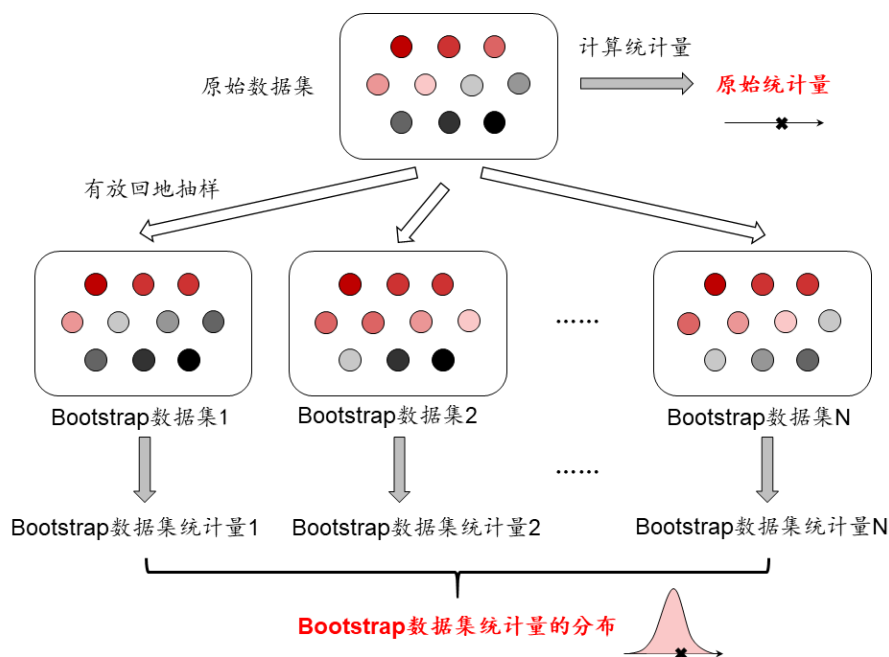 计算统计量
原始数据集
原始统计量
有放回地抽样
......
Bootstrap数据集1
Bootstrap数据集2
Bootstrap数据集N
......
Bootstrap数据集统计量1
Bootstrap数据集统计量2
Bootstrap数据集统计量N
Bootstrap数据集统计量的分布